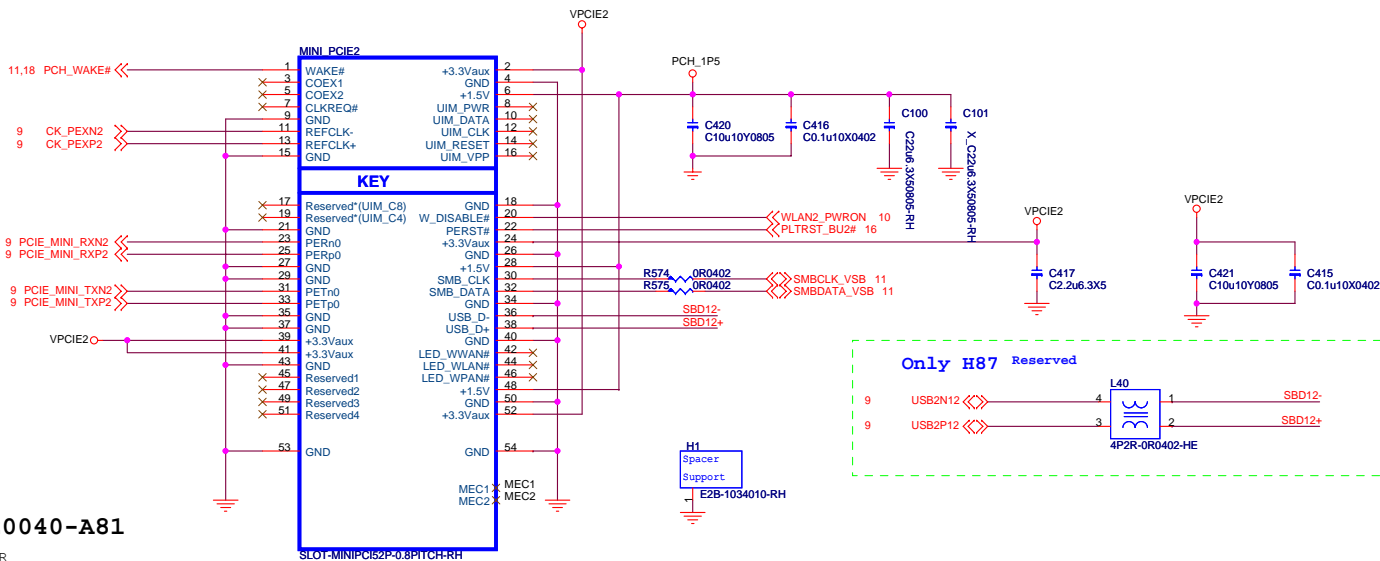 VPCIE2
MINI_PCIE2
11,18 PCH_WAKE#
1 WAKE# +3.3Vaux 2
3 COEX1 GND 4
5 COEX2 +1.5V 6
7 CLKREQ# UIM_PWR 8
9 GND UIM_DATA 10
9 CK_PEXN2 11 REFCLK- UIM_CLK 12
9 CK_PEXP2 13 REFCLK+ UIM_RESET 14
15 GND UIM_VPP 16
KEY
17 Reserved*(UIM_C8) GND 18
19 Reserved*(UIM_C4) W_DISABLE# 20 WLAN2_PWRON 10
21 GND PERST# 22 PLTRST_BU2# 16
9 PCIE_MINI_RXN2 23 PERn0 +3.3Vaux 24
9 PCIE_MINI_RXP2 25 PERp0 GND 26
27 GND +1.5V 28
29 GND SMB_CLK 30 R574 0R0402 SMBCLK_VSB 11
9 PCIE_MINI_TXN2 31 PETn0 SMB_DATA 32 R575 0R0402 SMBDATA_VSB 11
9 PCIE_MINI_TXP2 33 PETp0 GND 34
35 GND USB_D- 36 SBD12-
37 GND USB_D+ 38 SBD12+
VPCIE2 39 +3.3Vaux GND 40
41 +3.3Vaux LED_WWAN# 42
43 GND LED_WLAN# 44
45 Reserved1 LED_WPAN# 46
47 Reserved2 +1.5V 48
49 Reserved3 GND 50
51 Reserved4 +3.3Vaux 52
53 GND GND 54
MEC1 MEC1
MEC2 MEC2
SLOT-MINIPCI52P-0.8PITCH-RH
PCH_1P5
C420
C10u10Y0805
C416
C0.1u10X0402
C100
C22u6.3X50805-RH
C101
X_C22u6.3X50805-RH
VPCIE2
C417
C2.2u6.3X5
VPCIE2
C421
C10u10Y0805
C415
C0.1u10X0402
Only H87 Reserved
L40
9 USB2N12 4 1 SBD12-
9 USB2P12 3 2 SBD12+
4P2R-0R0402-HE
H1
Spacer
Support
1
E2B-1034010-RH
0040-A81
R